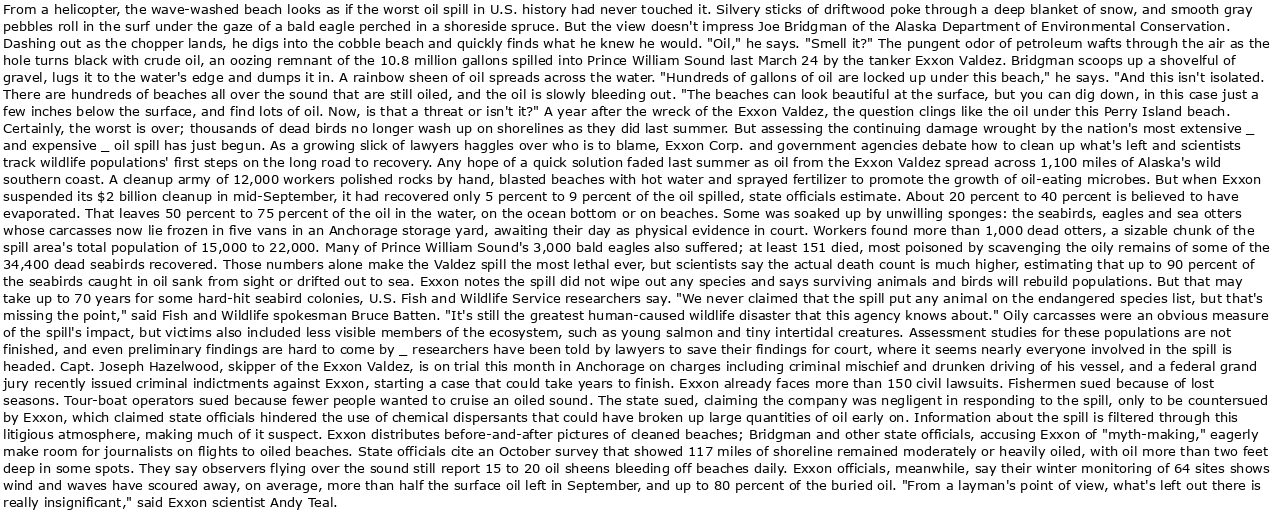 From a helicopter, the wave-washed beach looks as if the worst oil spill in U.S. history had never touched it. Silvery sticks of driftwood poke through a deep blanket of snow, and smooth gray
pebbles roll in the surf under the gaze of a bald eagle perched in a shoreside spruce. But the view doesn't impress Joe Bridgman of the Alaska Department of Environmental Conservation.
Dashing out as the chopper lands, he digs into the cobble beach and quickly finds what he knew he would. "Oil," he says. "Smell it?" The pungent odor of petroleum wafts through the air as the
hole turns black with crude oil, an oozing remnant of the 10.8 million gallons spilled into Prince William Sound last March 24 by the tanker Exxon Valdez. Bridgman scoops up a shovelful of
gravel, lugs it to the water's edge and dumps it in. A rainbow sheen of oil spreads across the water. "Hundreds of gallons of oil are locked up under this beach," he says. "And this isn't isolated.
There are hundreds of beaches all over the sound that are still oiled, and the oil is slowly bleeding out. "The beaches can look beautiful at the surface, but you can dig down, in this case just a
few inches below the surface, and find lots of oil. Now, is that a threat or isn't it?" A year after the wreck of the Exxon Valdez, the question clings like the oil under this Perry Island beach.
Certainly, the worst is over; thousands of dead birds no longer wash up on shorelines as they did last summer. But assessing the continuing damage wrought by the nation's most extensive _
and expensive _ oil spill has just begun. As a growing slick of lawyers haggles over who is to blame, Exxon Corp. and government agencies debate how to clean up what's left and scientists
track wildlife populations' first steps on the long road to recovery. Any hope of a quick solution faded last summer as oil from the Exxon Valdez spread across 1,100 miles of Alaska's wild
southern coast. A cleanup army of 12,000 workers polished rocks by hand, blasted beaches with hot water and sprayed fertilizer to promote the growth of oil-eating microbes. But when Exxon
suspended its $2 billion cleanup in mid-September, it had recovered only 5 percent to 9 percent of the oil spilled, state officials estimate. About 20 percent to 40 percent is believed to have
evaporated. That leaves 50 percent to 75 percent of the oil in the water, on the ocean bottom or on beaches. Some was soaked up by unwilling sponges: the seabirds, eagles and sea otters
whose carcasses now lie frozen in five vans in an Anchorage storage yard, awaiting their day as physical evidence in court. Workers found more than 1,000 dead otters, a sizable chunk of the
spill area's total population of 15,000 to 22,000. Many of Prince William Sound's 3,000 bald eagles also suffered; at least 151 died, most poisoned by scavenging the oily remains of some of the
34,400 dead seabirds recovered. Those numbers alone make the Valdez spill the most lethal ever, but scientists say the actual death count is much higher, estimating that up to 90 percent of
the seabirds caught in oil sank from sight or drifted out to sea. Exxon notes the spill did not wipe out any species and says surviving animals and birds will rebuild populations. But that may
take up to 70 years for some hard-hit seabird colonies, U.S. Fish and Wildlife Service researchers say. "We never claimed that the spill put any animal on the endangered species list, but that's
missing the point," said Fish and Wildlife spokesman Bruce Batten. "It's still the greatest human-caused wildlife disaster that this agency knows about." Oily carcasses were an obvious measure
of the spill's impact, but victims also included less visible members of the ecosystem, such as young salmon and tiny intertidal creatures. Assessment studies for these populations are not
finished, and even preliminary findings are hard to come by _ researchers have been told by lawyers to save their findings for court, where it seems nearly everyone involved in the spill is
headed. Capt. Joseph Hazelwood, skipper of the Exxon Valdez, is on trial this month in Anchorage on charges including criminal mischief and drunken driving of his vessel, and a federal grand
jury recently issued criminal indictments against Exxon, starting a case that could take years to finish. Exxon already faces more than 150 civil lawsuits. Fishermen sued because of lost
seasons. Tour-boat operators sued because fewer people wanted to cruise an oiled sound. The state sued, claiming the company was negligent in responding to the spill, only to be countersued
by Exxon, which claimed state officials hindered the use of chemical dispersants that could have broken up large quantities of oil early on. Information about the spill is filtered through this
litigious atmosphere, making much of it suspect. Exxon distributes before-and-after pictures of cleaned beaches; Bridgman and other state officials, accusing Exxon of "myth-making," eagerly
make room for journalists on flights to oiled beaches. State officials cite an October survey that showed 117 miles of shoreline remained moderately or heavily oiled, with oil more than two feet
deep in some spots. They say observers flying over the sound still report 15 to 20 oil sheens bleeding off beaches daily. Exxon officials, meanwhile, say their winter monitoring of 64 sites shows
wind and waves have scoured away, on average, more than half the surface oil left in September, and up to 80 percent of the buried oil. "From a layman's point of view, what's left out there is
really insignificant," said Exxon scientist Andy Teal.